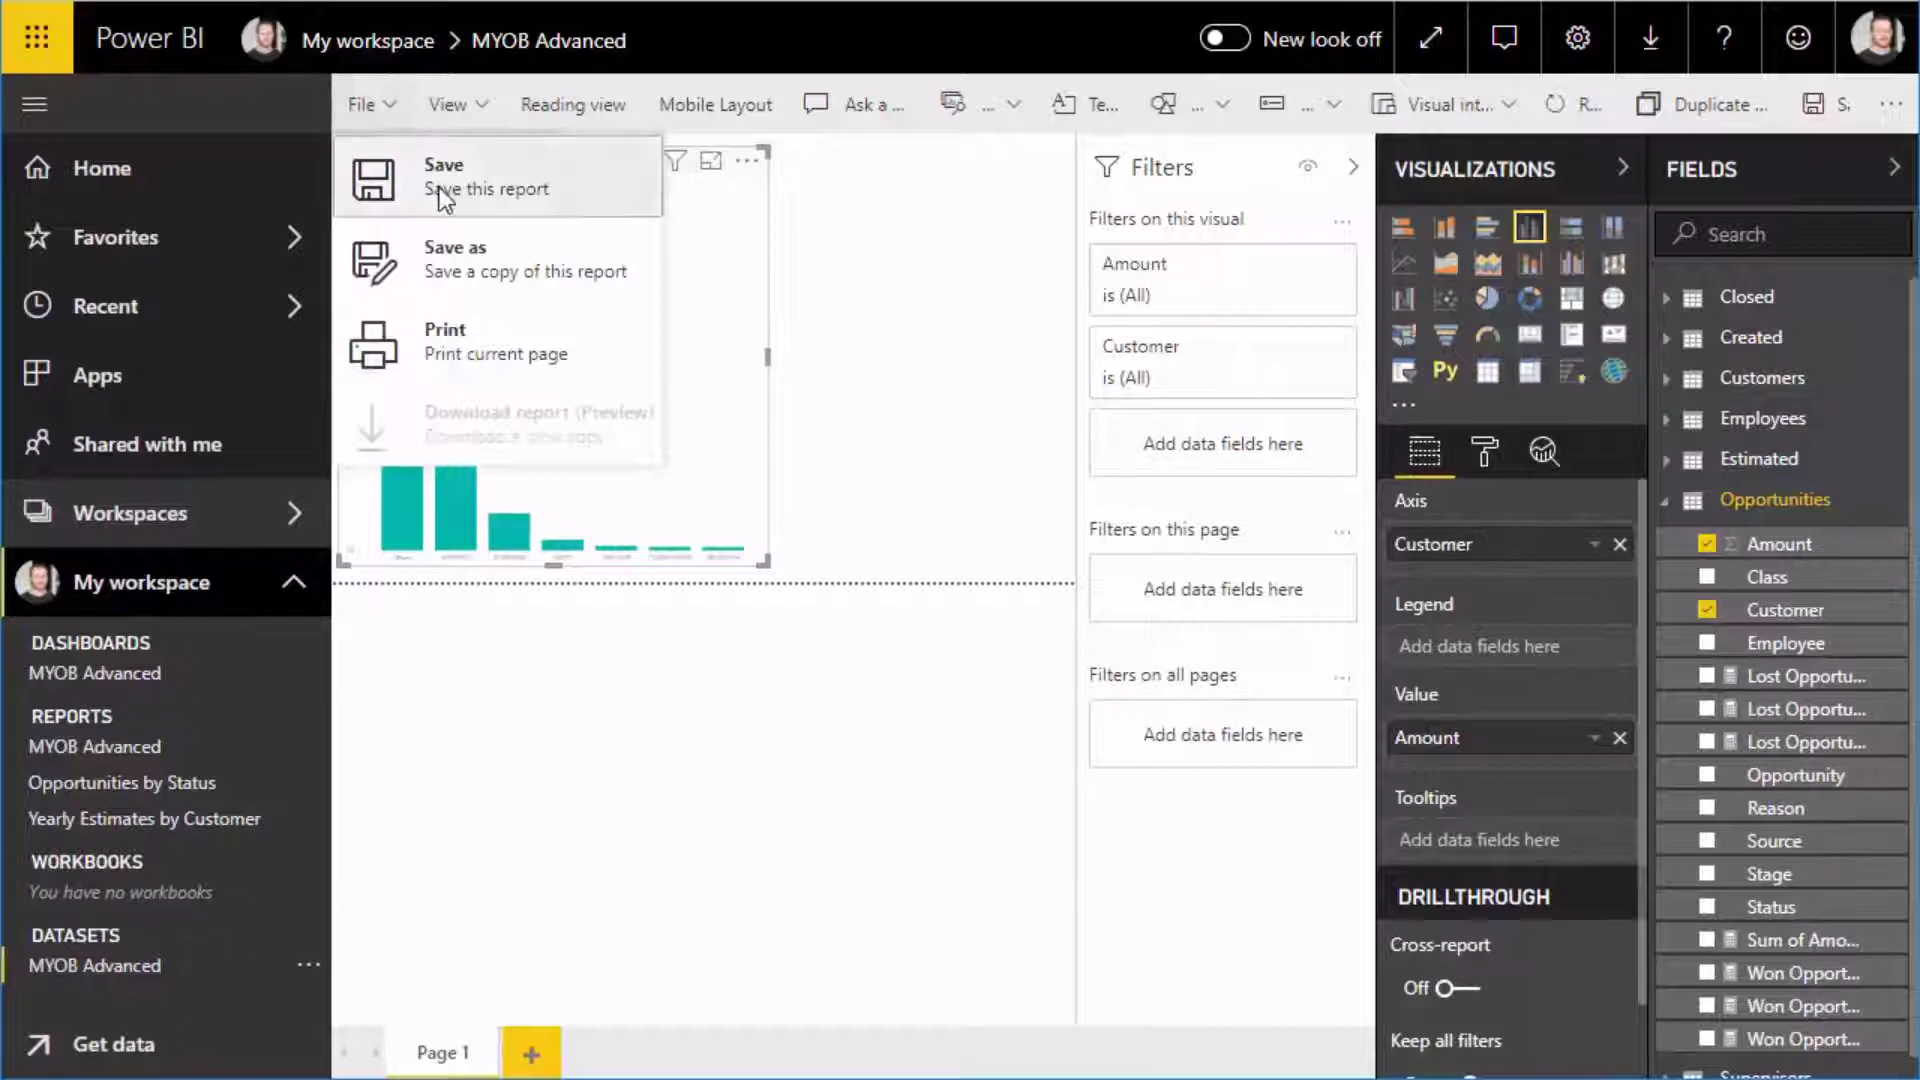 Power BI
My workspace > MYOB Advanced
New look off
File
View
Reading view
Mobile Layout
Ask a ...
...
Te...
...
...
Visual int...
R...
Duplicate ...
S.
...
Home
Favorites
Recent
Apps
Shared with me
Workspaces
My workspace
DASHBOARDS
MYOB Advanced
REPORTS
MYOB Advanced
Opportunities by Status
Yearly Estimates by Customer
WORKBOOKS
You have no workbooks
DATASETS
MYOB Advanced
Get data
Save
Save this report
Save as
Save a copy of this report
Print
Print current page
Download report (Preview)
Page 1
Filters
Filters on this visual
Amount
is (All)
Customer
is (All)
Add data fields here
Filters on this page
Add data fields here
Filters on all pages
Add data fields here
VISUALIZATIONS
Py
Axis
Customer
Legend
Add data fields here
Value
Amount
Tooltips
Add data fields here
DRILLTHROUGH
Cross-report
Off
Keep all filters
FIELDS
Search
Closed
Created
Customers
Employees
Estimated
Opportunities
Amount
Class
Customer
Employee
Lost Opportu...
Lost Opportu...
Lost Opportu...
Opportunity
Reason
Source
Stage
Status
Sum of Amo...
Won Opport...
Won Opport...
Won Opport...